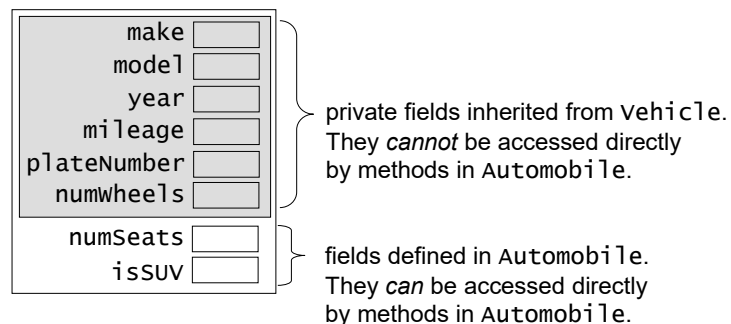 make
model
year
mileage
plateNumber
numWheels
private fields inherited from Vehicle.
They cannot be accessed directly
by methods in Automobile.
numSeats
isSUV
fields defined in Automobile.
They can be accessed directly
by methods in Automobile.